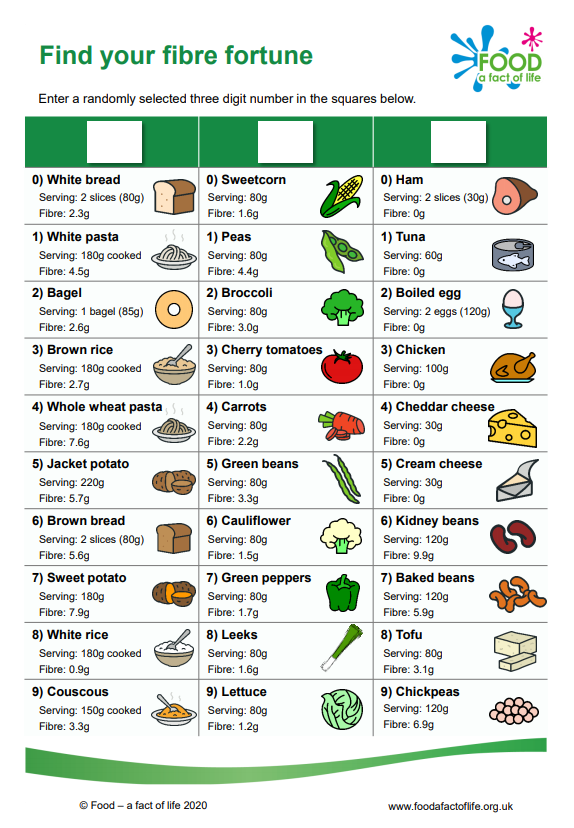 Find your fibre fortune
FOOD
a fact of life
Enter a randomly selected three digit number in the squares below.
0) White bread
Serving: 2 slices (80g)
Fibre: 2.3g
0) Sweetcorn
Serving: 80g
Fibre: 1.6g
0) Ham
Serving: 2 slices (30g)
Fibre: 0g
1) White pasta
Serving: 180g cooked
Fibre: 4.5g
1) Peas
Serving: 80g
Fibre: 4.4g
1) Tuna
Serving: 60g
Fibre: 0g
2) Bagel
Serving: 1 bagel (85g)
Fibre: 2.6g
2) Broccoli
Serving: 80g
Fibre: 3.0g
2) Boiled egg
Serving: 2 eggs (120g)
Fibre: 0g
3) Brown rice
Serving: 180g cooked
Fibre: 2.7g
3) Cherry tomatoes
Serving: 80g
Fibre: 1.0g
3) Chicken
Serving: 100g
Fibre: 0g
4) Whole wheat pasta
Serving: 180g cooked
Fibre: 7.6g
4) Carrots
Serving: 80g
Fibre: 2.2g
4) Cheddar cheese
Serving: 30g
Fibre: 0g
5) Jacket potato
Serving: 220g
Fibre: 5.7g
5) Green beans
Serving: 80g
Fibre: 3.3g
5) Cream cheese
Serving: 30g
Fibre: 0g
6) Brown bread
Serving: 2 slices (80g)
Fibre: 5.6g
6) Cauliflower
Serving: 80g
Fibre: 1.5g
6) Kidney beans
Serving: 120g
Fibre: 9.9g
7) Sweet potato
Serving: 180g
Fibre: 7.9g
7) Green peppers
Serving: 80g
Fibre: 1.7g
7) Baked beans
Serving: 120g
Fibre: 5.9g
8) White rice
Serving: 180g cooked
Fibre: 0.9g
8) Leeks
Serving: 80g
Fibre: 1.6g
8) Tofu
Serving: 80g
Fibre: 3.1g
9) Couscous
Serving: 150g cooked
Fibre: 3.3g
9) Lettuce
Serving: 80g
Fibre: 1.2g
9) Chickpeas
Serving: 120g
Fibre: 6.9g
© Food – a fact of life 2020
www.foodafactoflife.org.uk